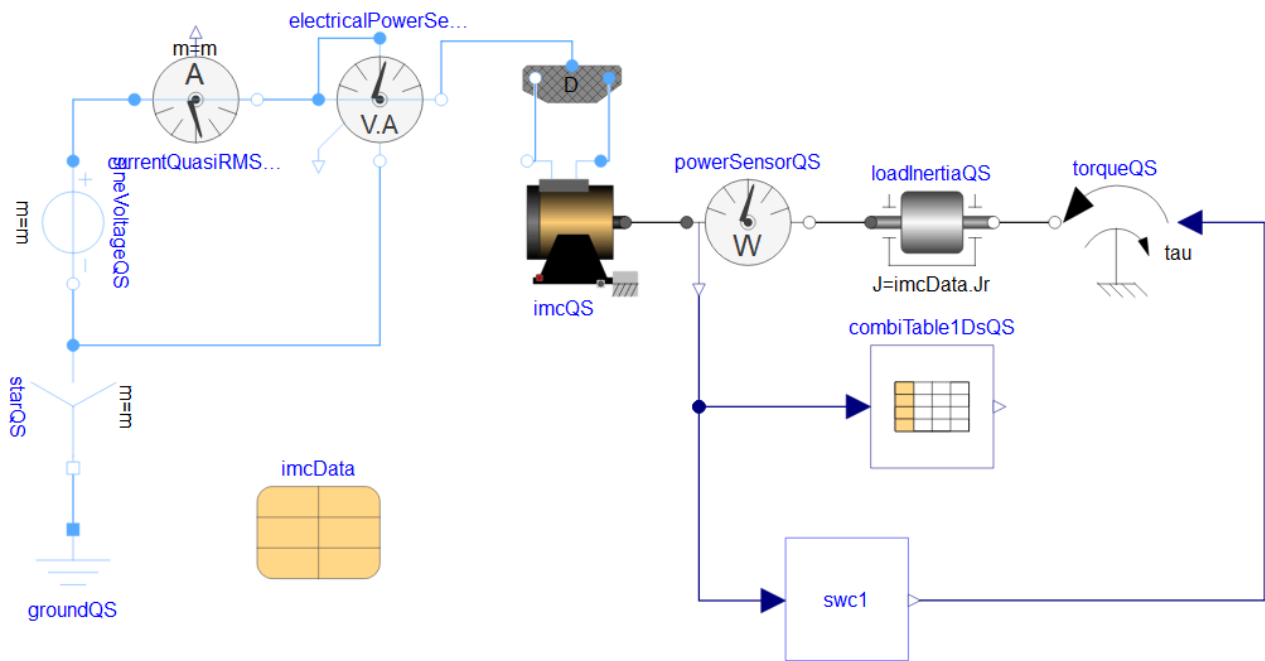 electricalPowerSe...
m=m
A
V.A
D
currentQuasiRMS...
powerSensorQS
loadInertiaQS
torqueQS
+
m=m
W
tau
-
imcQS
J=imcData.Jr
combiTable1DsQS
starQS
m=m
imcData
swc1
groundQS